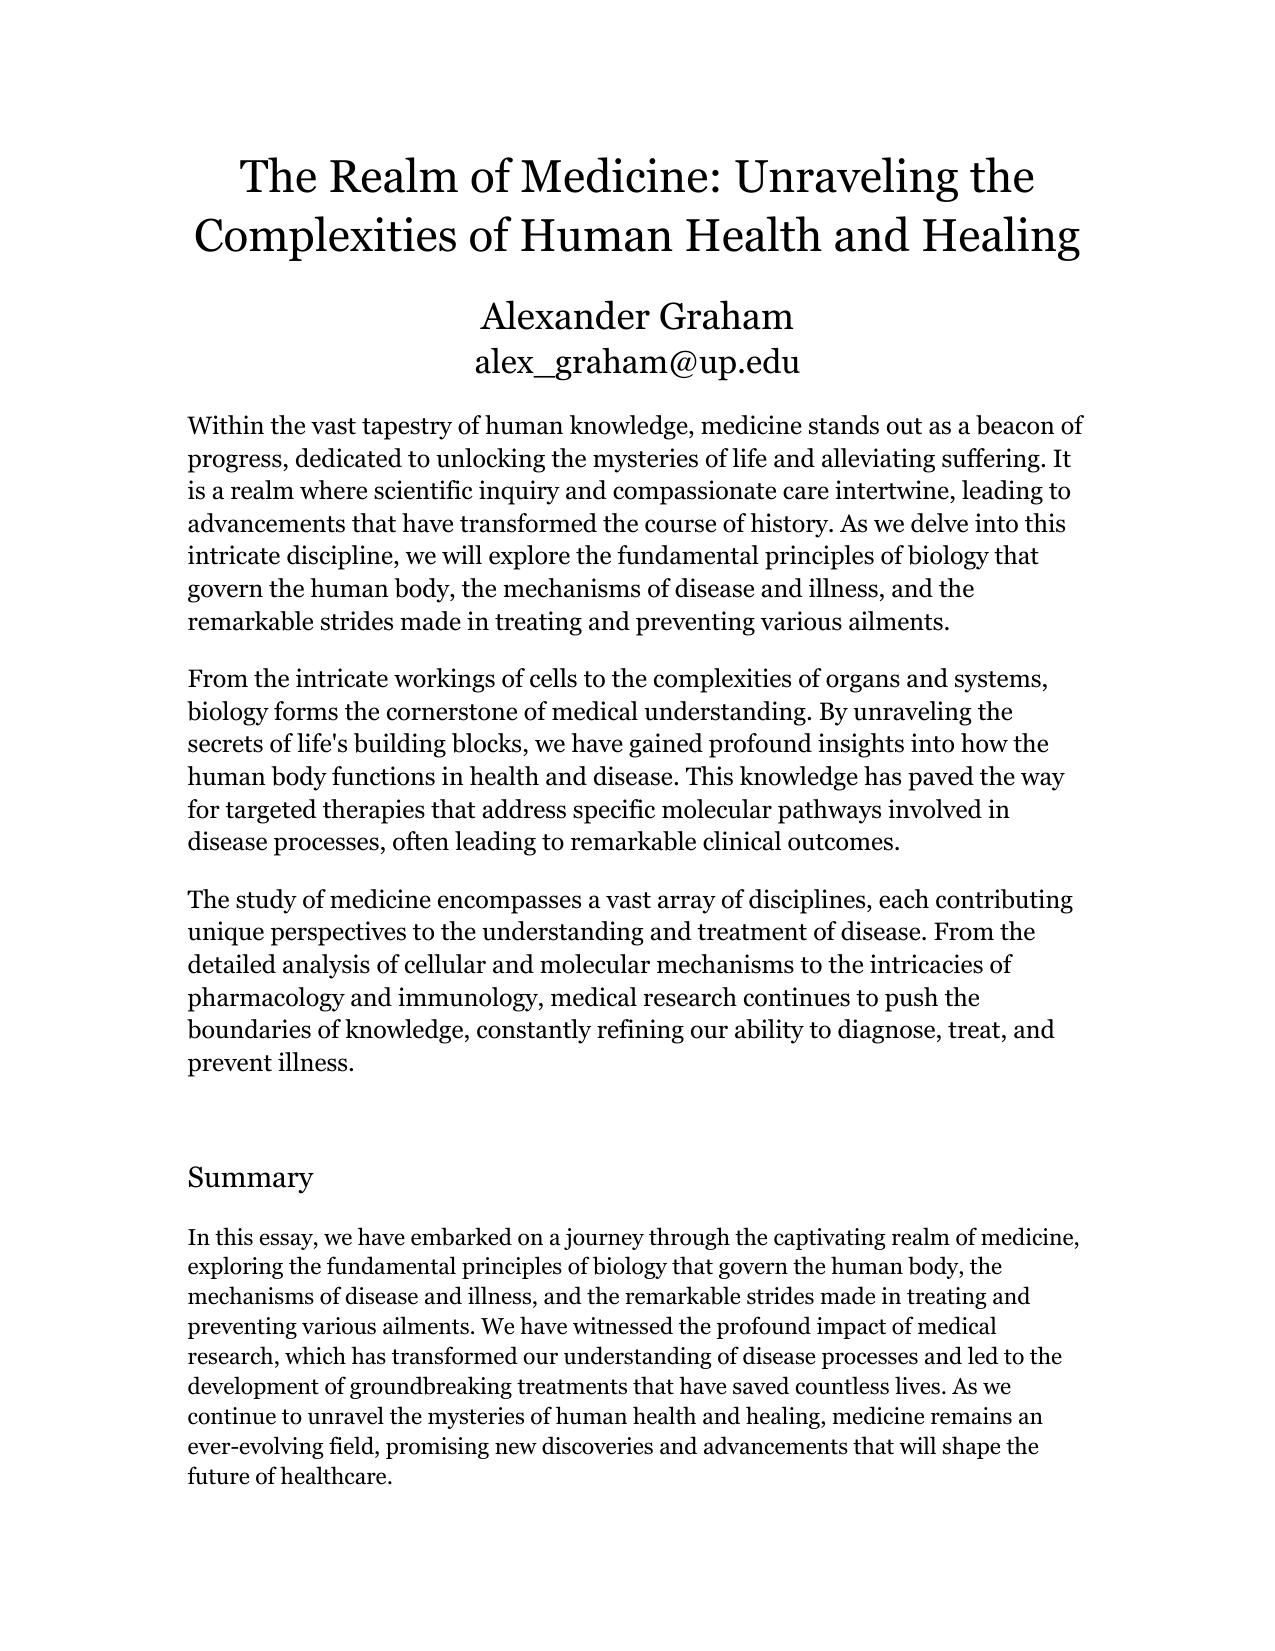 The Realm of Medicine: Unraveling the
Complexities of Human Health and Healing
Alexander Graham
alex_graham@up.edu
Within the vast tapestry of human knowledge, medicine stands out as a beacon of
progress, dedicated to unlocking the mysteries of life and alleviating suffering. It
is a realm where scientific inquiry and compassionate care intertwine, leading to
advancements that have transformed the course of history. As we delve into this
intricate discipline, we will explore the fundamental principles of biology that
govern the human body, the mechanisms of disease and illness, and the
remarkable strides made in treating and preventing various ailments.
From the intricate workings of cells to the complexities of organs and systems,
biology forms the cornerstone of medical understanding. By unraveling the
secrets of life's building blocks, we have gained profound insights into how the
human body functions in health and disease. This knowledge has paved the way
for targeted therapies that address specific molecular pathways involved in
disease processes, often leading to remarkable clinical outcomes.
The study of medicine encompasses a vast array of disciplines, each contributing
unique perspectives to the understanding and treatment of disease. From the
detailed analysis of cellular and molecular mechanisms to the intricacies of
pharmacology and immunology, medical research continues to push the
boundaries of knowledge, constantly refining our ability to diagnose, treat, and
prevent illness.
Summary
In this essay, we have embarked on a journey through the captivating realm of medicine,
exploring the fundamental principles of biology that govern the human body, the
mechanisms of disease and illness, and the remarkable strides made in treating and
preventing various ailments. We have witnessed the profound impact of medical
research, which has transformed our understanding of disease processes and led to the
development of groundbreaking treatments that have saved countless lives. As we
continue to unravel the mysteries of human health and healing, medicine remains an
ever-evolving field, promising new discoveries and advancements that will shape the
future of healthcare.